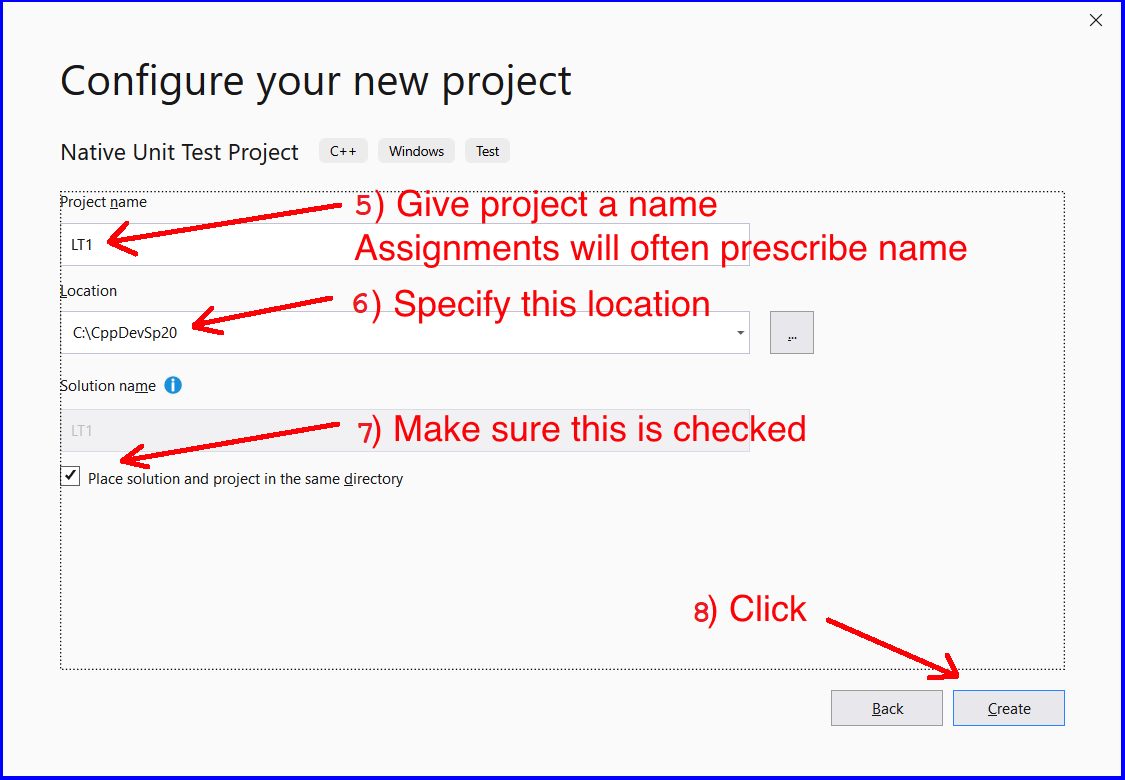 Configure your new project
Native Unit Test Project C++ Windows Test
Project name
5) Give project a name
LT1
Assignments will often prescribe name
Location
6) Specify this location
C:\CppDevSp20
...
Solution name
LT1
7) Make sure this is checked
Place solution and project in the same directory
8) Click
Back Create